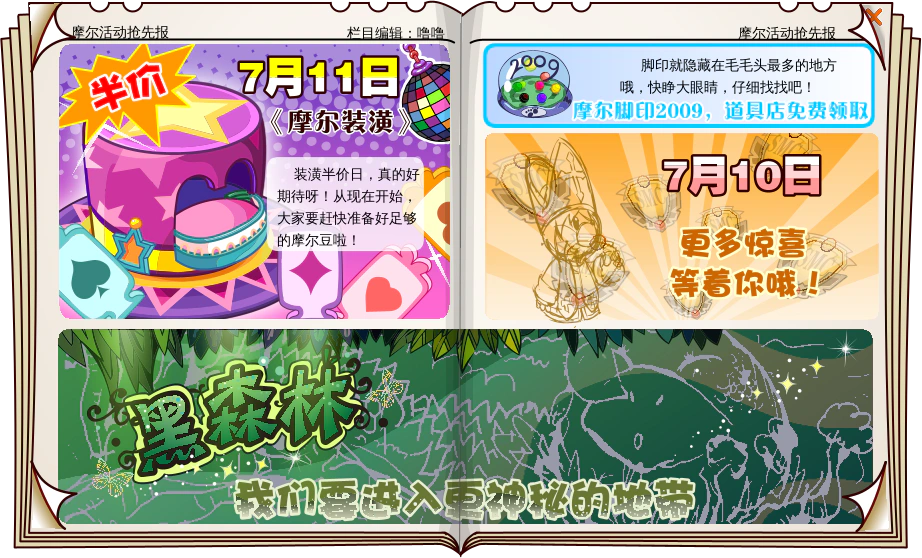 摩尔活动抢先报
栏目编辑：噜噜
半价
7月11日
《摩尔装潢》
装潢半价日，真的好
期待呀！从现在开始，
大家要赶快准备好足够
的摩尔豆啦！
摩尔活动抢先报
2009
脚印就隐藏在毛毛头最多的地方
哦，快睁大眼睛，仔细找找吧！
摩尔脚印2009，道具店免费领取
7月10日
更多惊喜
等着你哦！
黑森林
我们要进入更神秘的地带